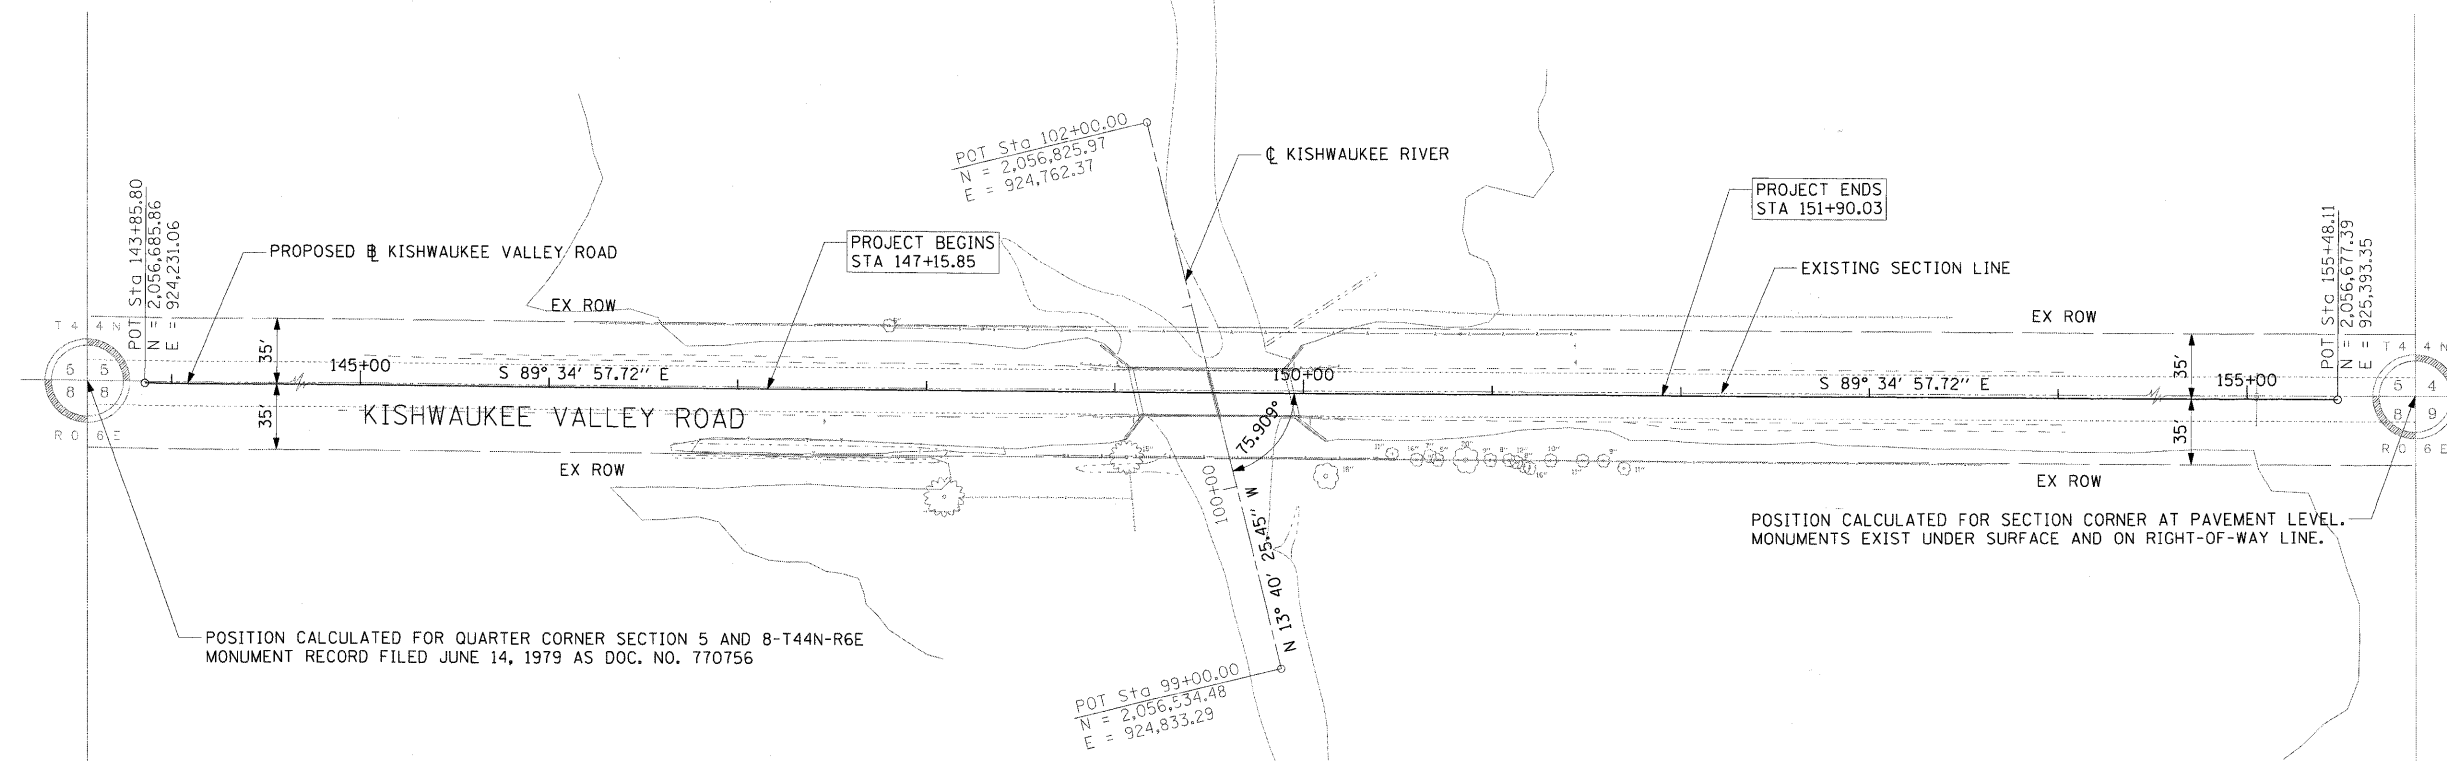 POT Sta 102+00.00
N = 2,056,825.97
E = 924,762.37
℄ KISHWAUKEE RIVER
PROJECT ENDS
STA 151+90.03
POT Sta 143+85.80
N = 2,056,685.86
E = 924,231.06
PROPOSED B̵L KISHWAUKEE VALLEY ROAD
PROJECT BEGINS
STA 147+15.85
EXISTING SECTION LINE
POT Sta 155+48.11
N = 2,056,677.39
E = 925,393.35
EX ROW
EX ROW
T 4 4 N
5 5
8 8
R 0 6 E
35'
35'
145+00
S 89° 34' 57.72" E
150+00
S 89° 34' 57.72" E
155+00
35'
35'
T 4 4 N
5 4
8 9
R 0 6 E
KISHWAUKEE VALLEY ROAD
75.909°
EX ROW
EX ROW
100+00
N 13° 40' 25.45" W
18"
POSITION CALCULATED FOR SECTION CORNER AT PAVEMENT LEVEL.
MONUMENTS EXIST UNDER SURFACE AND ON RIGHT-OF-WAY LINE.
POSITION CALCULATED FOR QUARTER CORNER SECTION 5 AND 8-T44N-R6E
MONUMENT RECORD FILED JUNE 14, 1979 AS DOC. NO. 770756
POT Sta 99+00.00
N = 2,056,534.48
E = 924,833.29